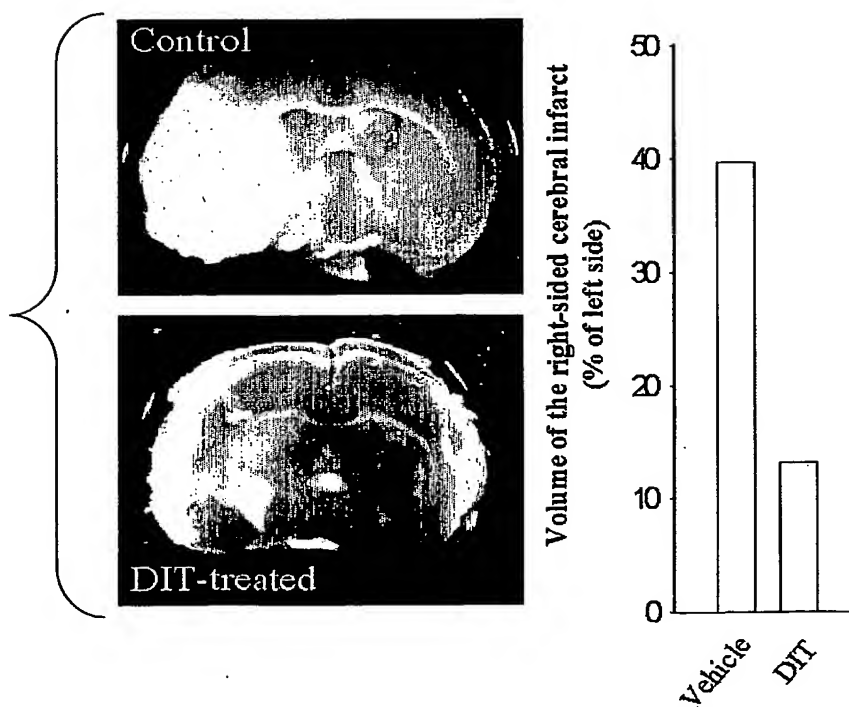 Control
DIT-treated
Volume of the right-sided cerebral infarct
(% of left side)
50
40
30
20
10
0
Vehicle
DIT